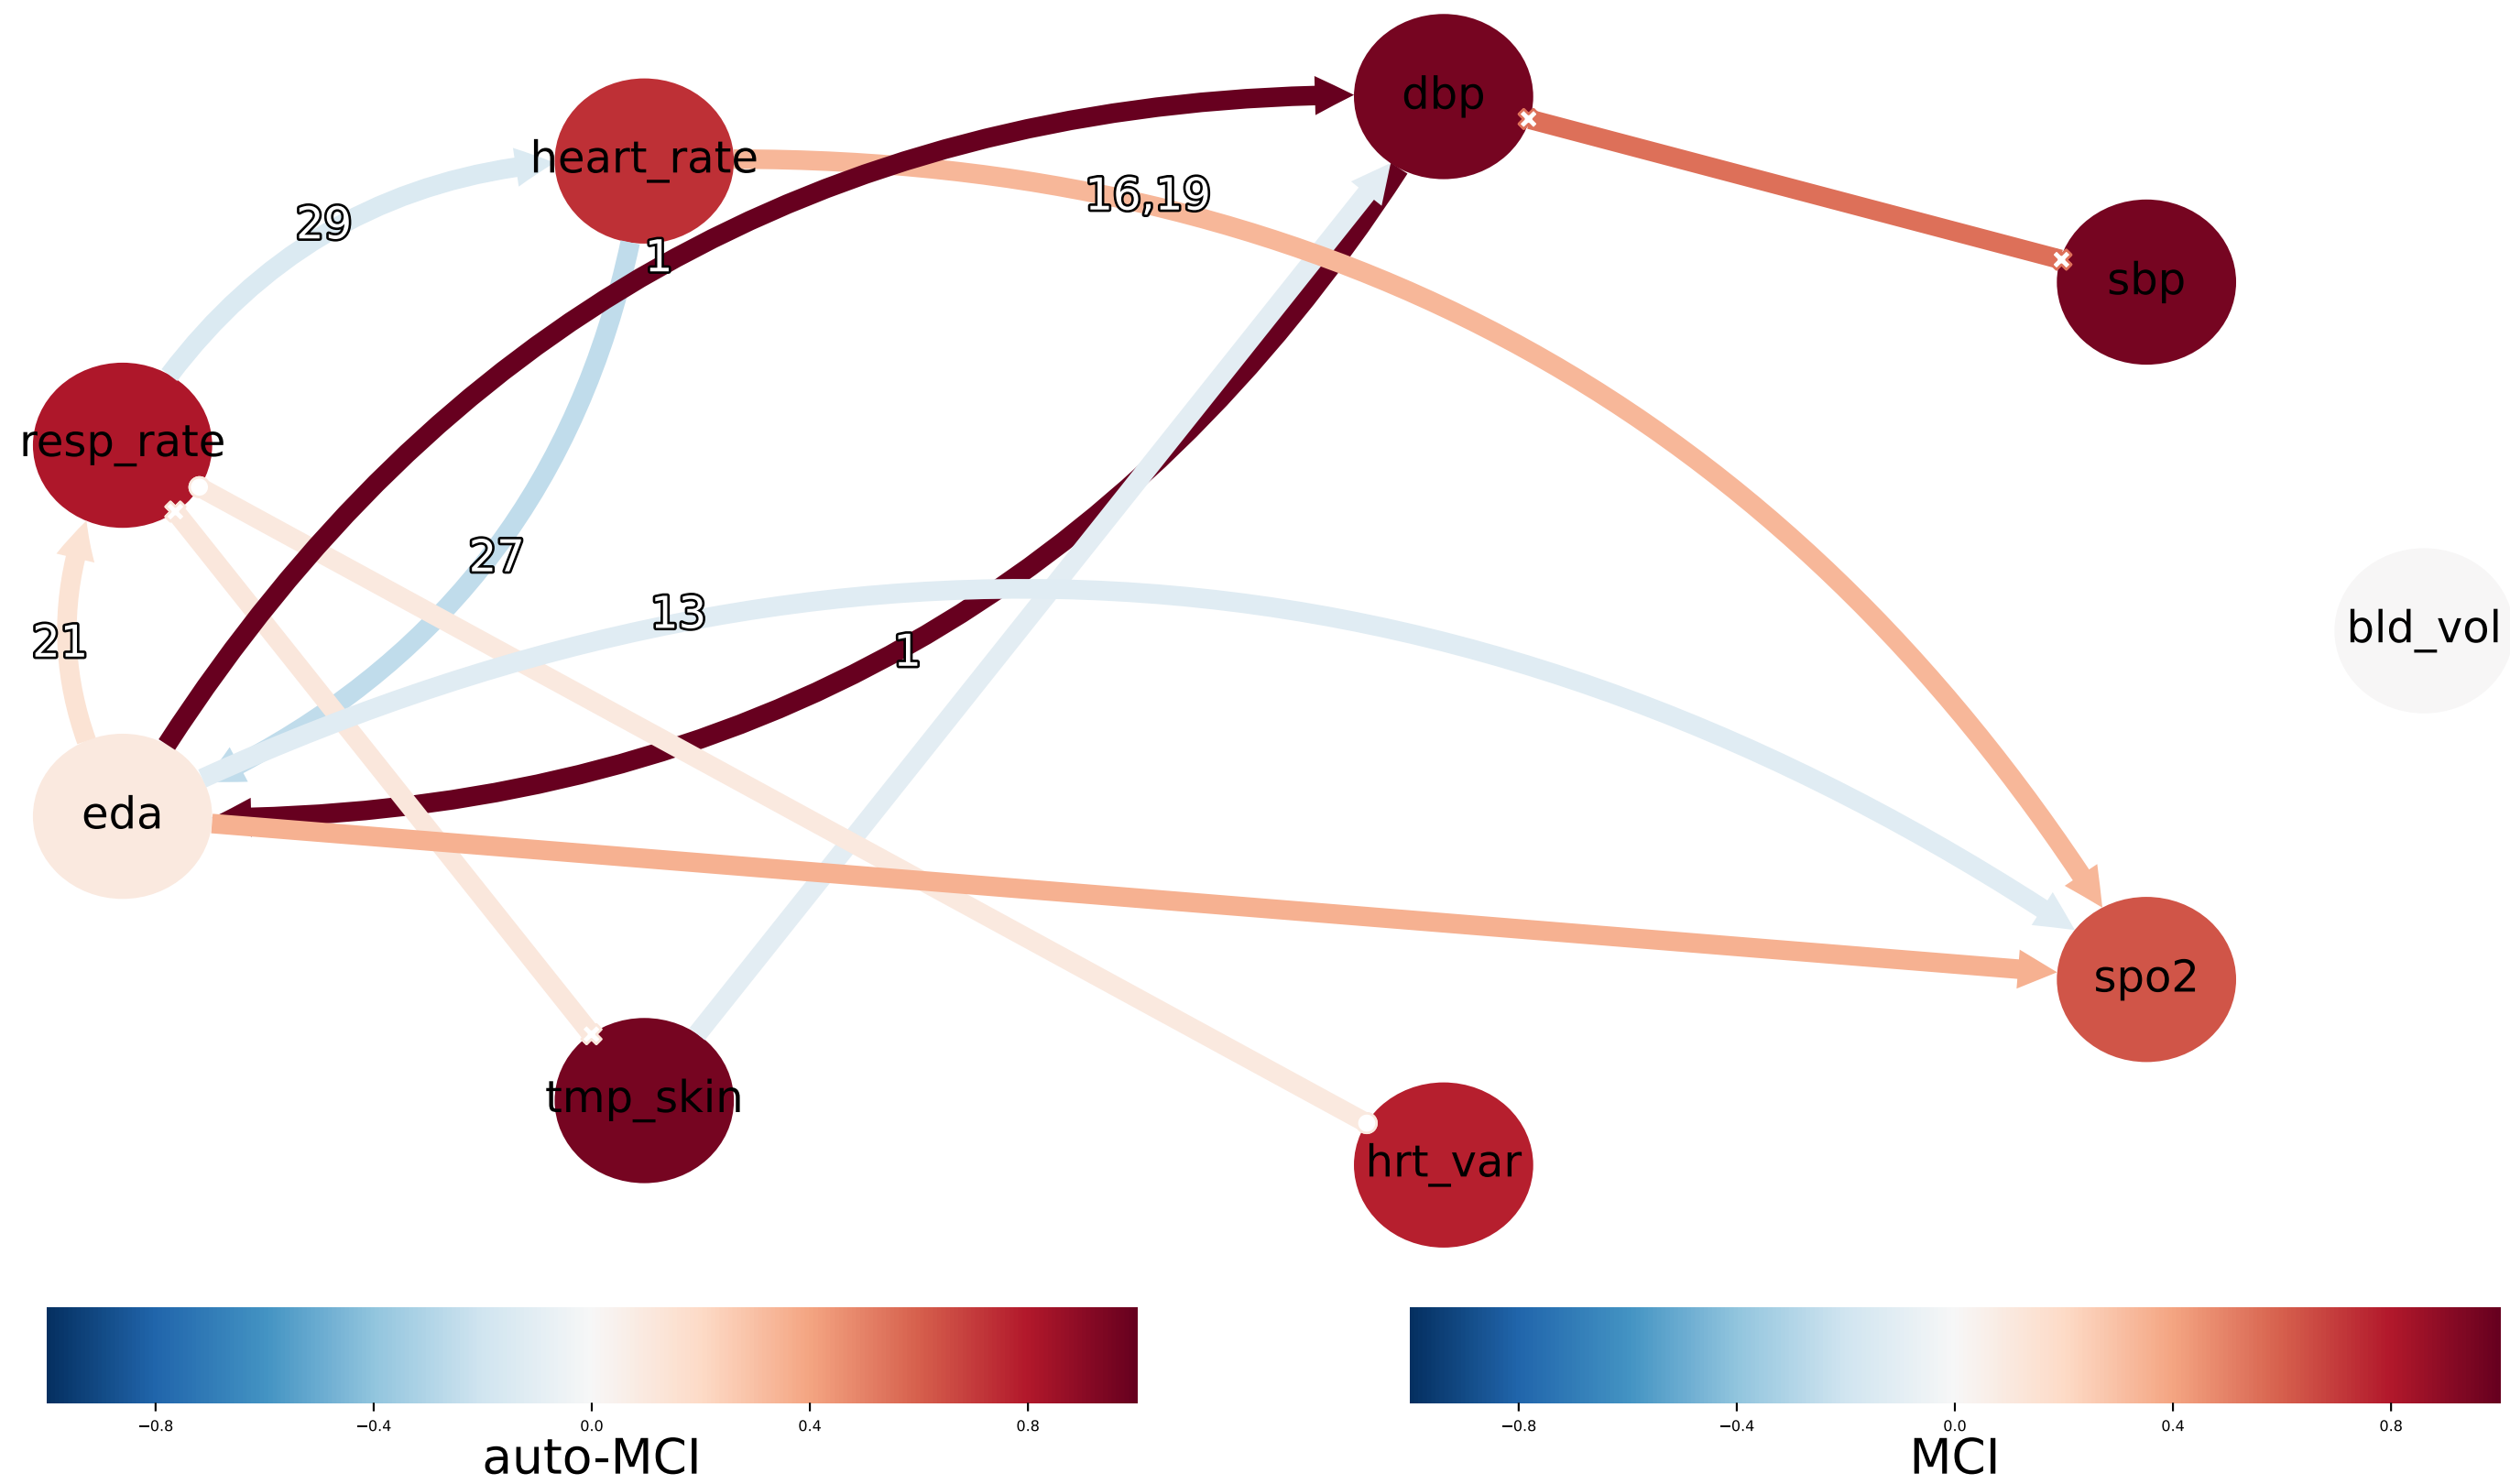 dbp
heart_rate
16,19
29
1
sbp
resp_rate
27
13
21
1
bld_vol
eda
spo2
tmp_skin
hrt_var
−0.8 −0.4 0.0 0.4 0.8
auto-MCI
−0.8 −0.4 0.0 0.4 0.8
MCI